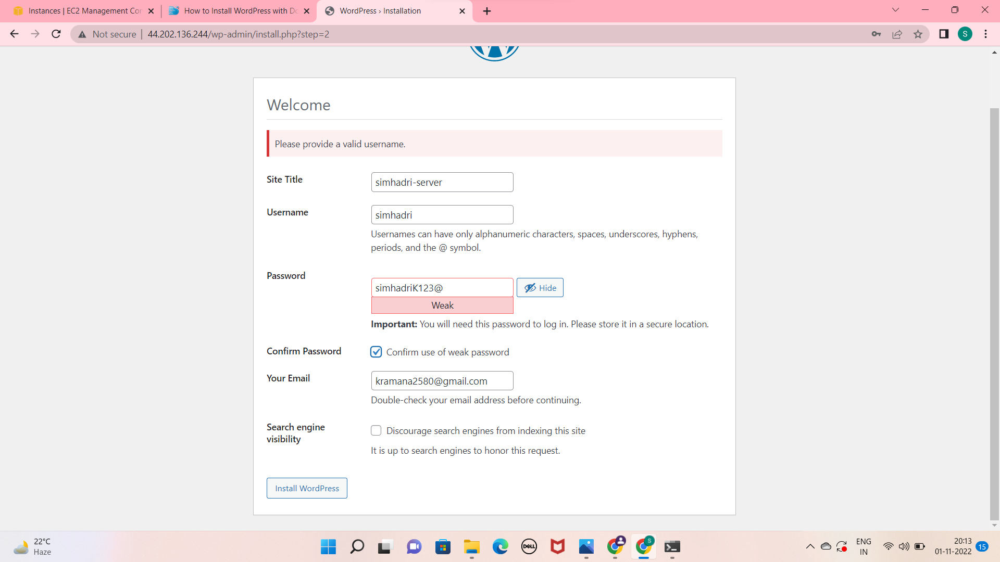 Instances | EC2 Management Con
How to Install WordPress with Do
WordPress › Installation
Not secure
44.202.136.244/wp-admin/install.php?step=2
S
Welcome
Please provide a valid username.
Site Title
simhadri-server
Username
simhadri
Usernames can have only alphanumeric characters, spaces, underscores, hyphens,
periods, and the @ symbol.
Password
simhadriK123@
Hide
Weak
Important: You will need this password to log in. Please store it in a secure location.
Confirm Password
Confirm use of weak password
Your Email
kramana2580@gmail.com
Double-check your email address before continuing.
Search engine
visibility
Discourage search engines from indexing this site
It is up to search engines to honor this request.
Install WordPress
22°C
Haze
DELL
S
ENG
IN
20:13
01-11-2022
15